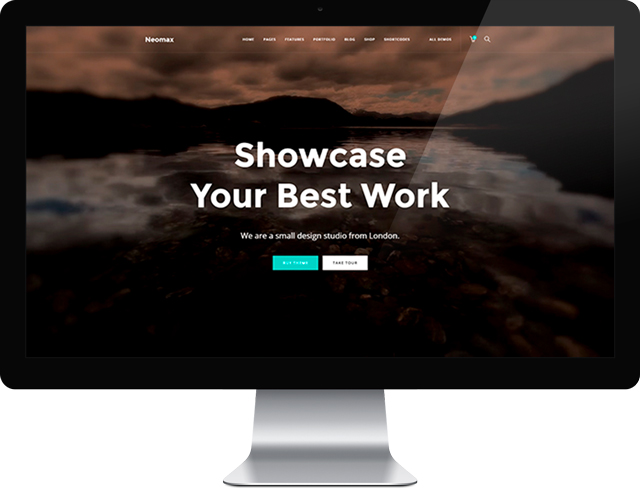 Neomax
HOME PAGES FEATURES PORTFOLIO BLOG SHOP SHORTCODES ALL DEMOS
Showcase
Your Best Work
We are a small design studio from London.
BUY THEME
TAKE TOUR